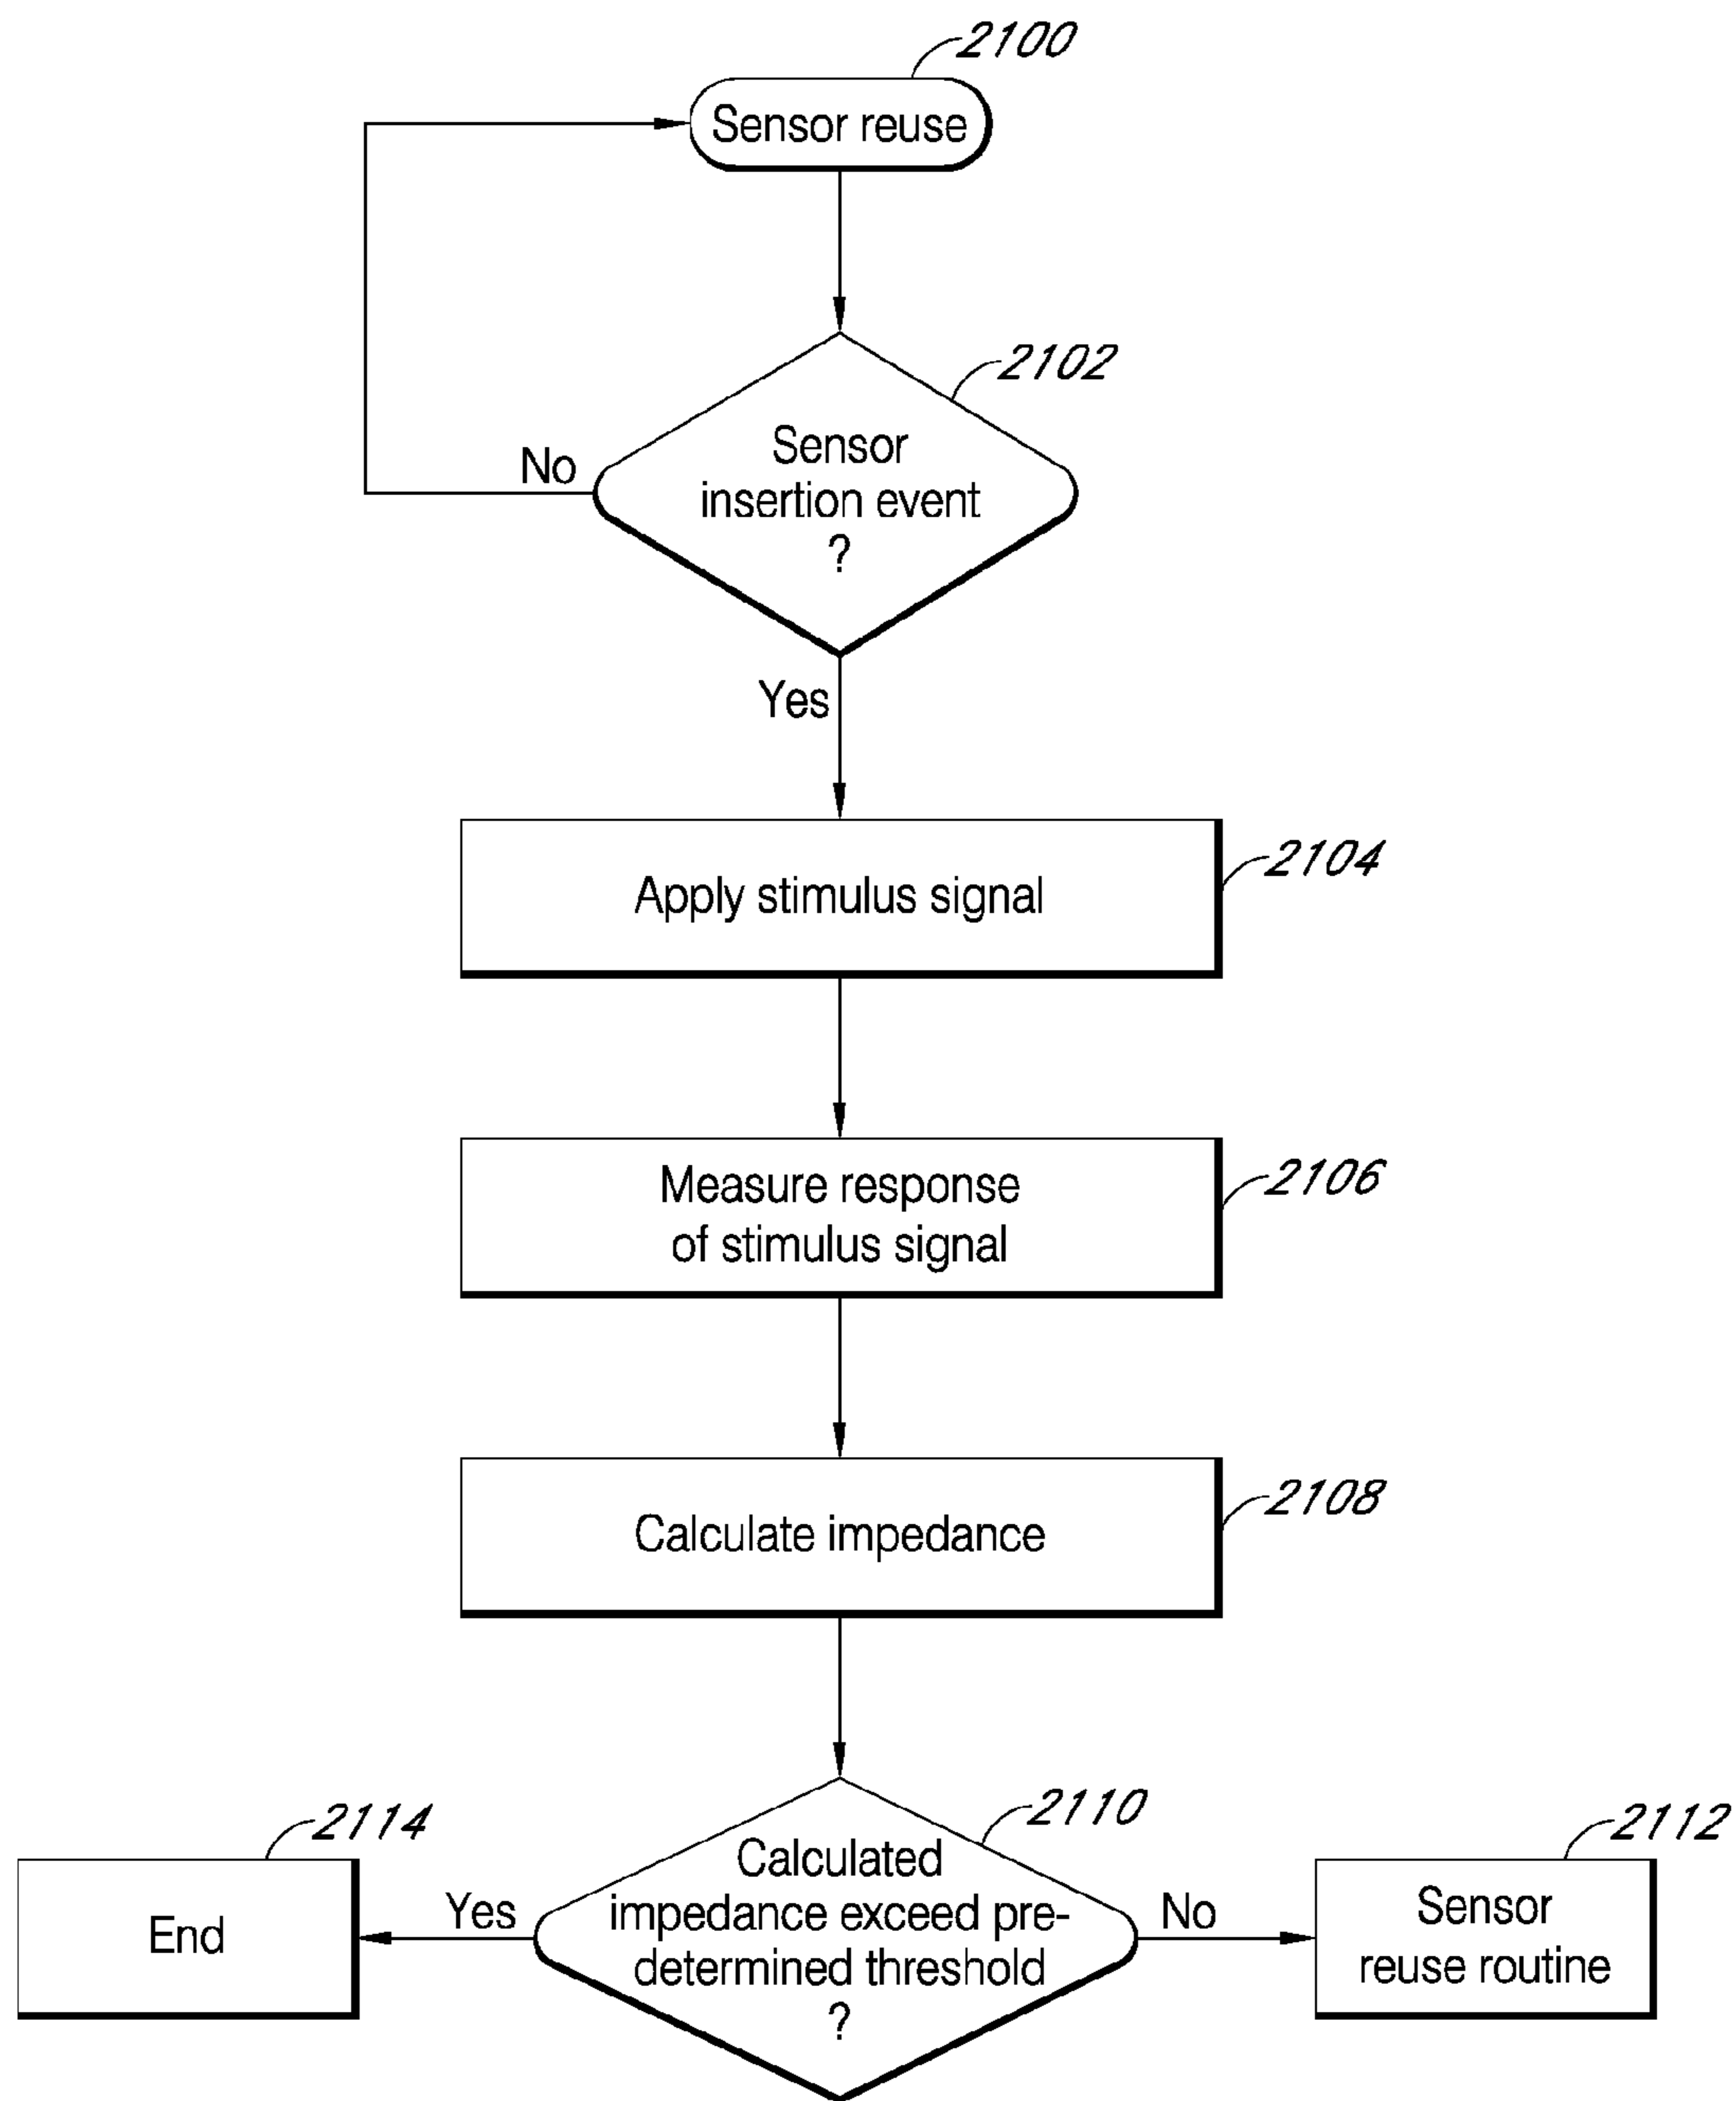 2100
Sensor reuse
2102
Sensor
insertion event
?
No
Yes
2104
Apply stimulus signal
2106
Measure response
of stimulus signal
2108
Calculate impedance
2110
Calculated
impedance exceed pre-
determined threshold
?
Yes
No
2114
End
2112
Sensor
reuse routine